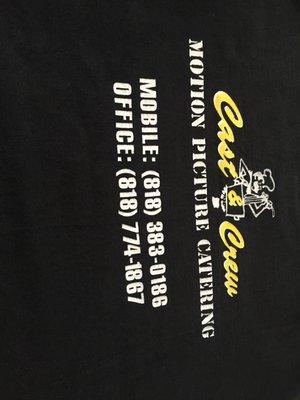 Cast & Crew
MOTION PICTURE CATERING
MOBILE: (818) 383-0186
OFFICE: (818) 774-1867